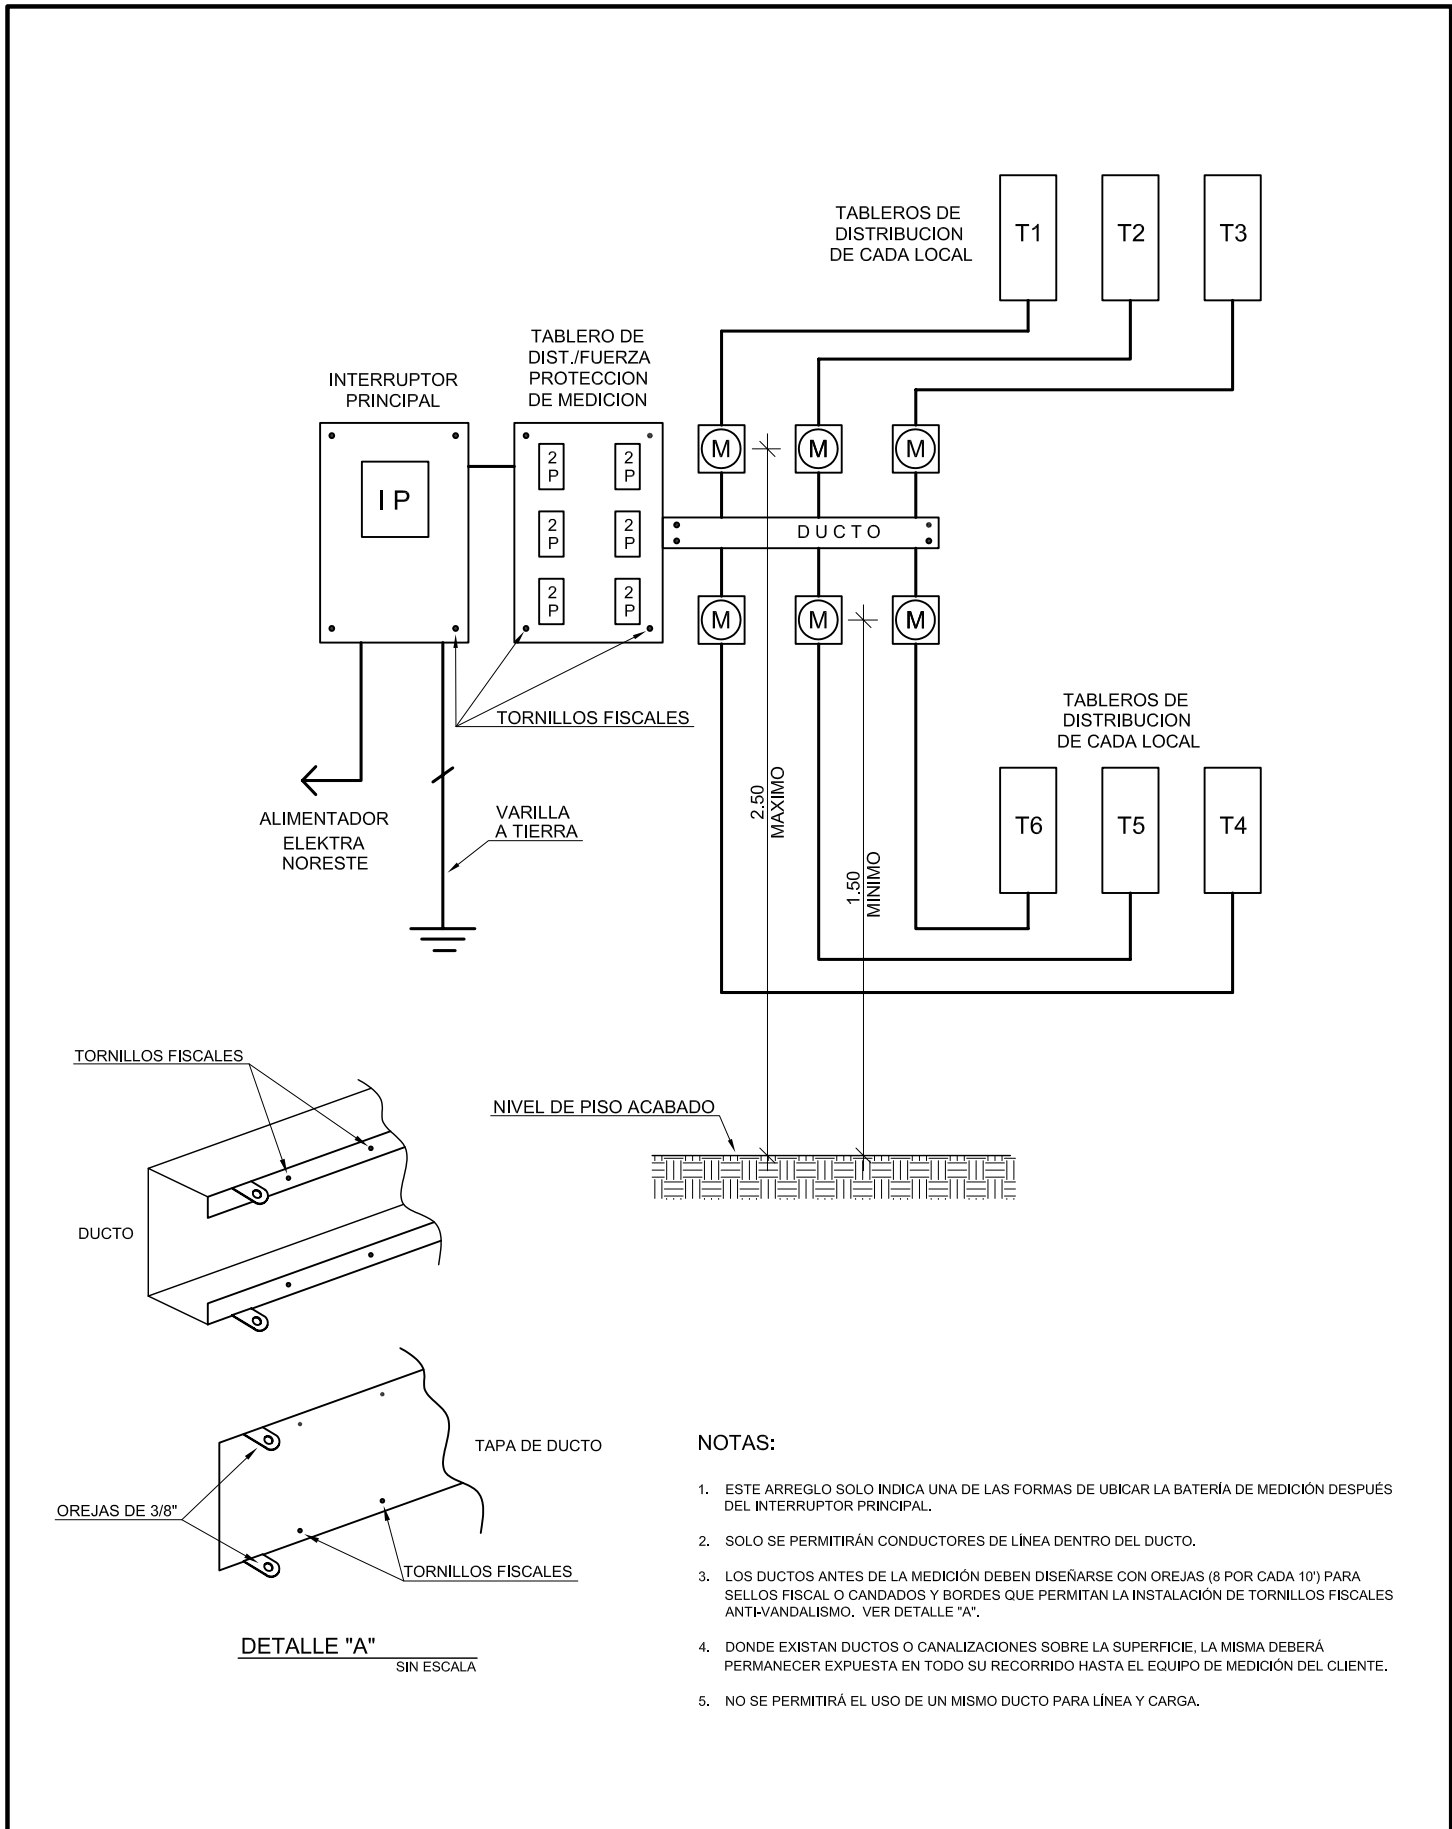 TABLEROS DE
DISTRIBUCION
DE CADA LOCAL
T1
T2
T3
TABLERO DE
DIST./FUERZA
PROTECCION
DE MEDICION
INTERRUPTOR
PRINCIPAL
I P
2
P
2
P
2
P
2
P
2
P
2
P
M
M
M
D U C T O
M
M
M
TORNILLOS FISCALES
TABLEROS DE
DISTRIBUCION
DE CADA LOCAL
T6
T5
T4
2.50
MAXIMO
1.50
MINIMO
ALIMENTADOR
ELEKTRA
NORESTE
VARILLA
A TIERRA
TORNILLOS FISCALES
NIVEL DE PISO ACABADO
DUCTO
TAPA DE DUCTO
OREJAS DE 3/8"
TORNILLOS FISCALES
DETALLE "A"
SIN ESCALA
NOTAS:
1. ESTE ARREGLO SOLO INDICA UNA DE LAS FORMAS DE UBICAR LA BATERÍA DE MEDICIÓN DESPUÉS
DEL INTERRUPTOR PRINCIPAL.
2. SOLO SE PERMITIRÁN CONDUCTORES DE LÍNEA DENTRO DEL DUCTO.
3. LOS DUCTOS ANTES DE LA MEDICIÓN DEBEN DISEÑARSE CON OREJAS (8 POR CADA 10') PARA
SELLOS FISCAL O CANDADOS Y BORDES QUE PERMITAN LA INSTALACIÓN DE TORNILLOS FISCALES
ANTI-VANDALISMO. VER DETALLE "A".
4. DONDE EXISTAN DUCTOS O CANALIZACIONES SOBRE LA SUPERFICIE, LA MISMA DEBERÁ
PERMANECER EXPUESTA EN TODO SU RECORRIDO HASTA EL EQUIPO DE MEDICIÓN DEL CLIENTE.
5. NO SE PERMITIRÁ EL USO DE UN MISMO DUCTO PARA LÍNEA Y CARGA.